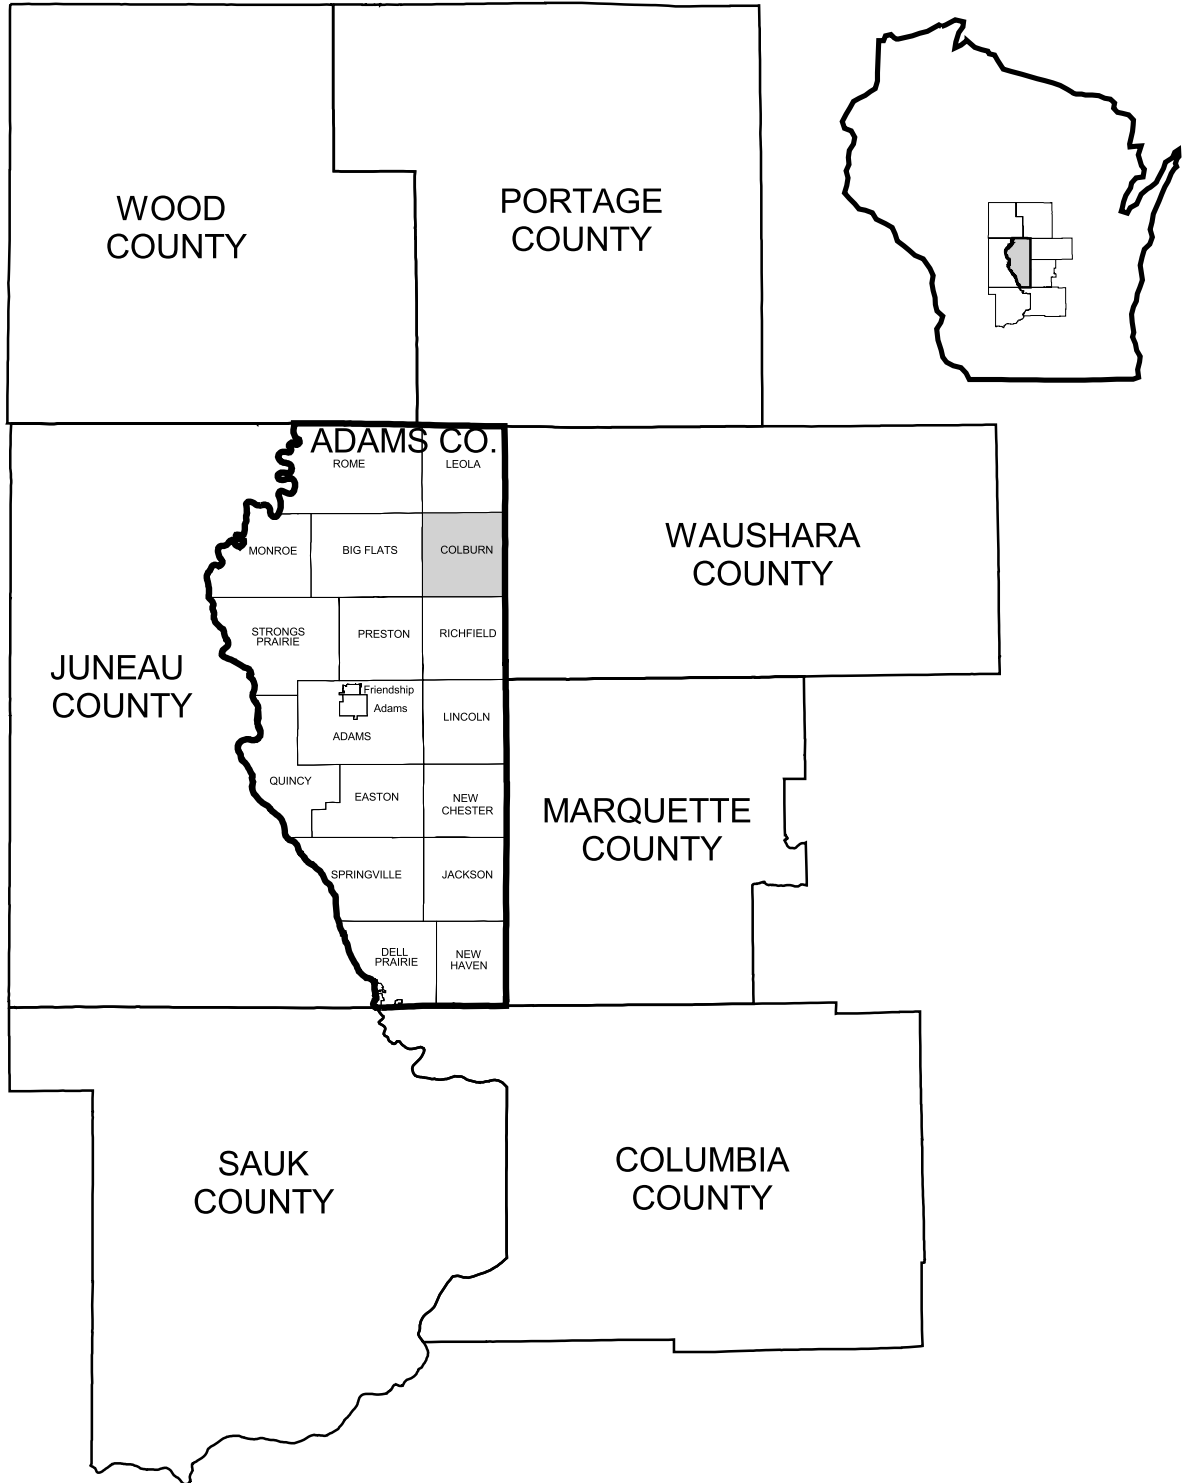 WOOD
COUNTY
PORTAGE
COUNTY
ADAMS CO.
ROME
LEOLA
MONROE
BIG FLATS
COLBURN
WAUSHARA
COUNTY
STRONGS
PRAIRIE
PRESTON
RICHFIELD
JUNEAU
COUNTY
Friendship
Adams
LINCOLN
ADAMS
QUINCY
EASTON
NEW
CHESTER
MARQUETTE
COUNTY
SPRINGVILLE
JACKSON
DELL
PRAIRIE
NEW
HAVEN
SAUK
COUNTY
COLUMBIA
COUNTY